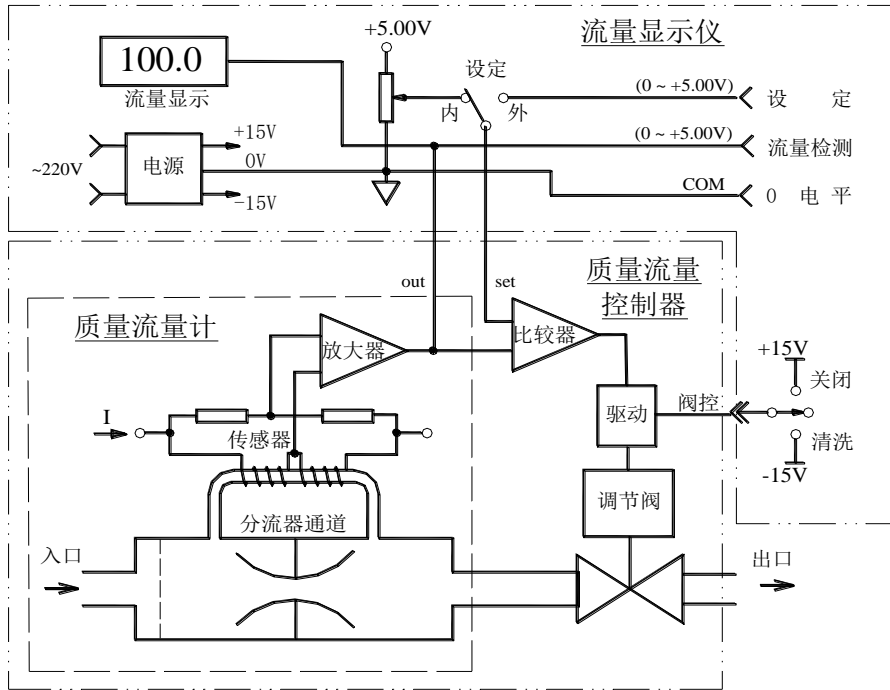 流量显示仪
+5.00V
100.0
流量显示
设定
内
外
(0 ~ +5.00V)
设 定
(0 ~ +5.00V)
流量检测
~220V
电源
+15V
0V
-15V
COM
0 电 平
out
set
质量流量
控制器
质量流量计
放大器
比较器
+15V
关闭
I
驱动
阀控
传感器
清洗
-15V
调节阀
分流器通道
入口
出口